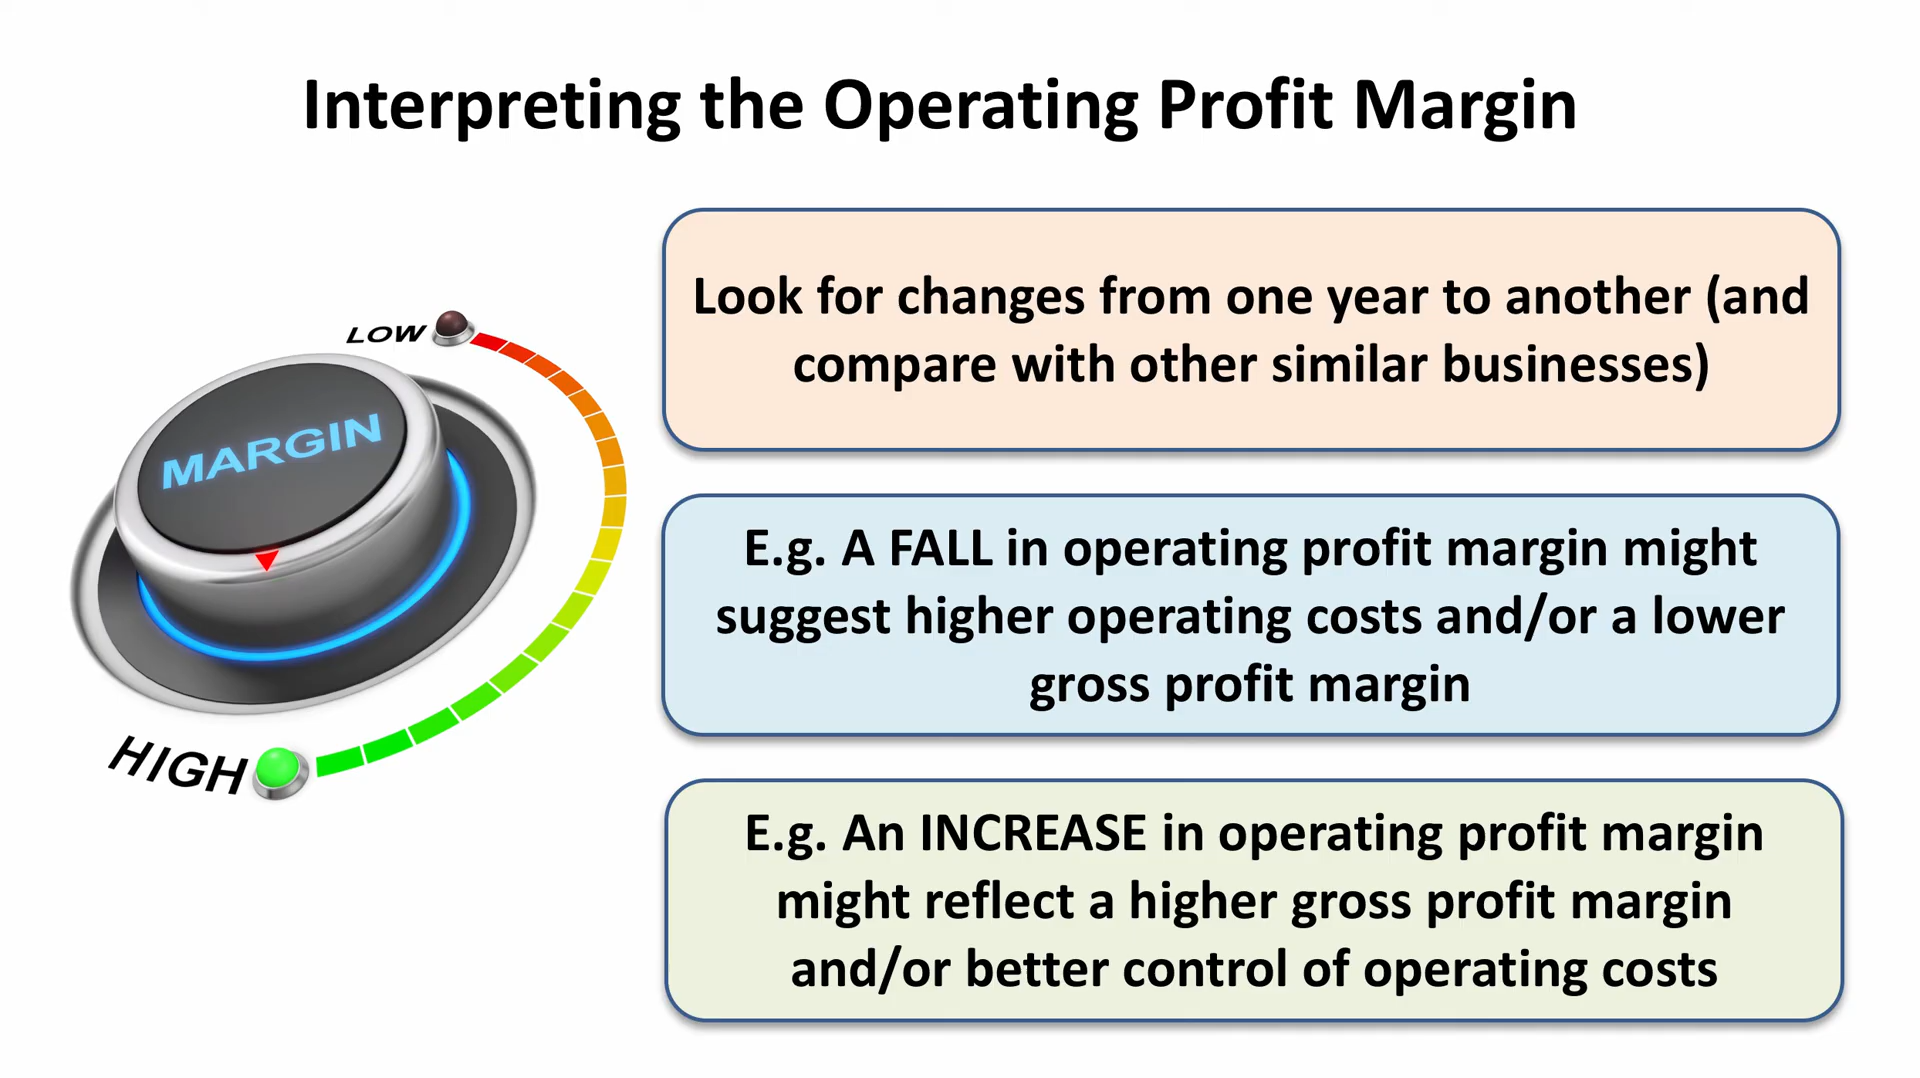 Interpreting the Operating Profit Margin
LOW
MARGIN
HIGH
Look for changes from one year to another (and
compare with other similar businesses)
E.g. A FALL in operating profit margin might
suggest higher operating costs and/or a lower
gross profit margin
E.g. An INCREASE in operating profit margin
might reflect a higher gross profit margin
and/or better control of operating costs